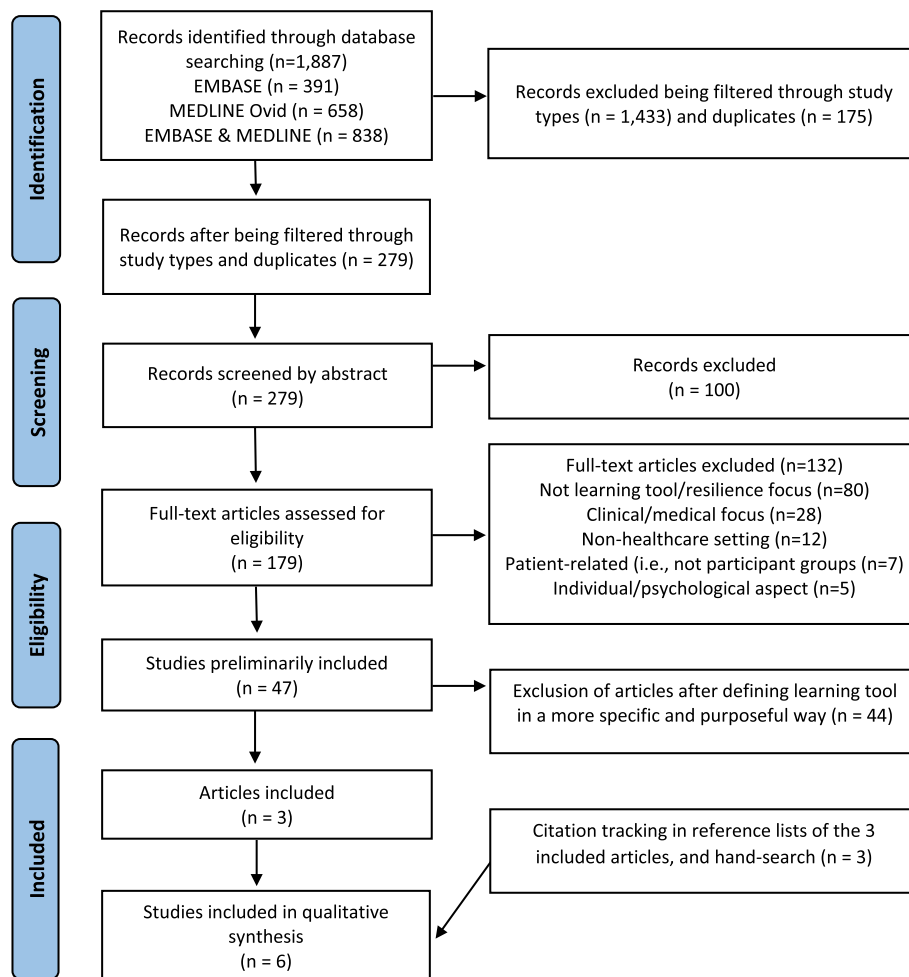 Identification
Records identified through database
searching (n=1,887)
EMBASE (n = 391)
MEDLINE Ovid (n = 658)
EMBASE & MEDLINE (n = 838)
Records excluded being filtered through study
types (n = 1,433) and duplicates (n = 175)
Records after being filtered through
study types and duplicates (n = 279)
Screening
Records screened by abstract
(n = 279)
Records excluded
(n = 100)
Eligibility
Full-text articles assessed for
eligibility
(n = 179)
Full-text articles excluded (n=132)
Not learning tool/resilience focus (n=80)
Clinical/medical focus (n=28)
Non-healthcare setting (n=12)
Patient-related (i.e., not participant groups (n=7)
Individual/psychological aspect (n=5)
Studies preliminarily included
(n = 47)
Exclusion of articles after defining learning tool
in a more specific and purposeful way (n = 44)
Included
Articles included
(n = 3)
Citation tracking in reference lists of the 3
included articles, and hand-search (n = 3)
Studies included in qualitative
synthesis
(n = 6)